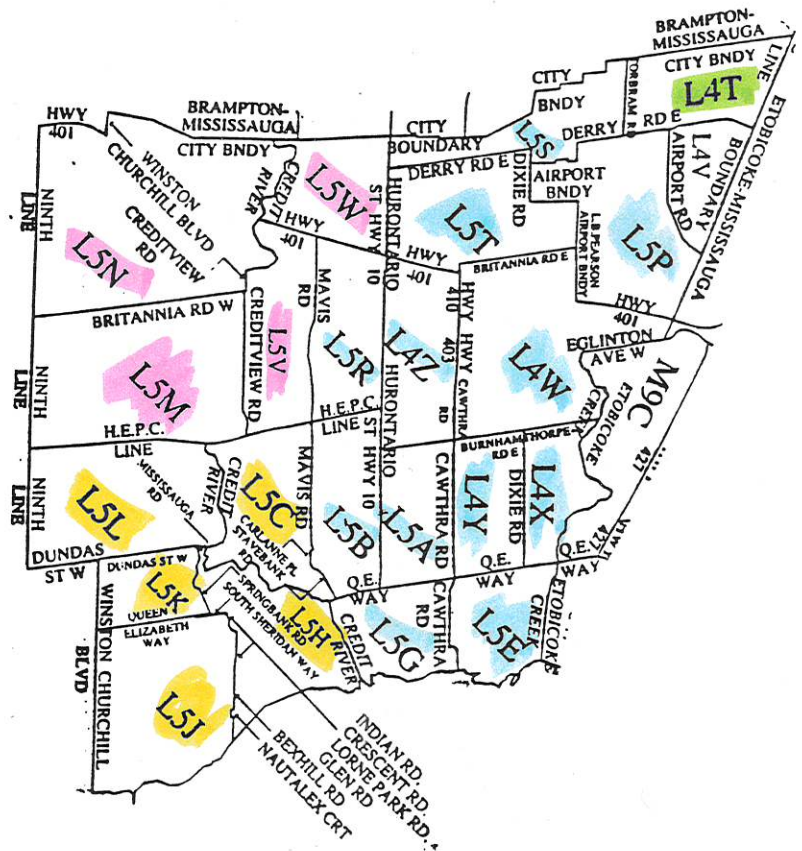 BRAMPTON-
MISSISSAUGA
CITY BNDY
LINE
L4T
TORBRAM RD
CITY
BNDY
DERRY RD E
L5S
ETOBICOKE-MISSISSAUGA
BOUNDARY
L4V
AIRPORT RD
HWY
401
BRAMPTON-
MISSISSAUGA
CITY BNDY
CITY
BOUNDARY
WINSTON
CHURCHILL BLVD
CREDITVIEW
RD
CREDIT
RIVER
L5W
ST HWY 10
HURONTARIO
DERRY RD E
DIXIE RD
AIRPORT
BNDY
L5T
L.B. PEARSON
AIRPORT BNDY
L5P
NINTH
LINE
L5N
HWY
401
HWY
401
BRITANNIA RD E
HWY
401
BRITANNIA RD W
CREDITVIEW RD
L5V
MAVIS
RD
L5R
L4Z
HURONTARIO
410
403
HWY
HWY
CAWTHRA
RD
L4W
EGLINTON
AVE W
ETOBICOKE
CREEK
M9C
427
NINTH
LINE
L5M
H.E.P.C.
LINE
H.E.P.C.
LINE
ST HWY 10
BURNHAMTHORPE
RD E
NINTH
LINE
L5L
MISSISSAUGA
RD
CREDIT
RIVER
L5C
MAVIS RD
CARLANNE PL
STAVEBANK
RD
L5B
L5A
CAWTHRA RD
L4Y
DIXIE RD
L4X
427
HWY
DUNDAS
ST W
DUNDAS ST W
L5K
QUEEN
ELIZABETH
WAY
SPRINGBANK RD
SOUTH SHERIDAN WAY
L5H
CREDIT
RIVER
Q.E.
WAY
L5G
CAWTHRA
RD
Q.E.
WAY
L5E
Q.E.
WAY
ETOBICOKE
CREEK
WINSTON CHURCHILL
BLVD
L5J
INDIAN RD.
CRESCENT RD.
LORNE PARK RD.
GLEN RD
BEXHILL RD
NAUTALEX CRT